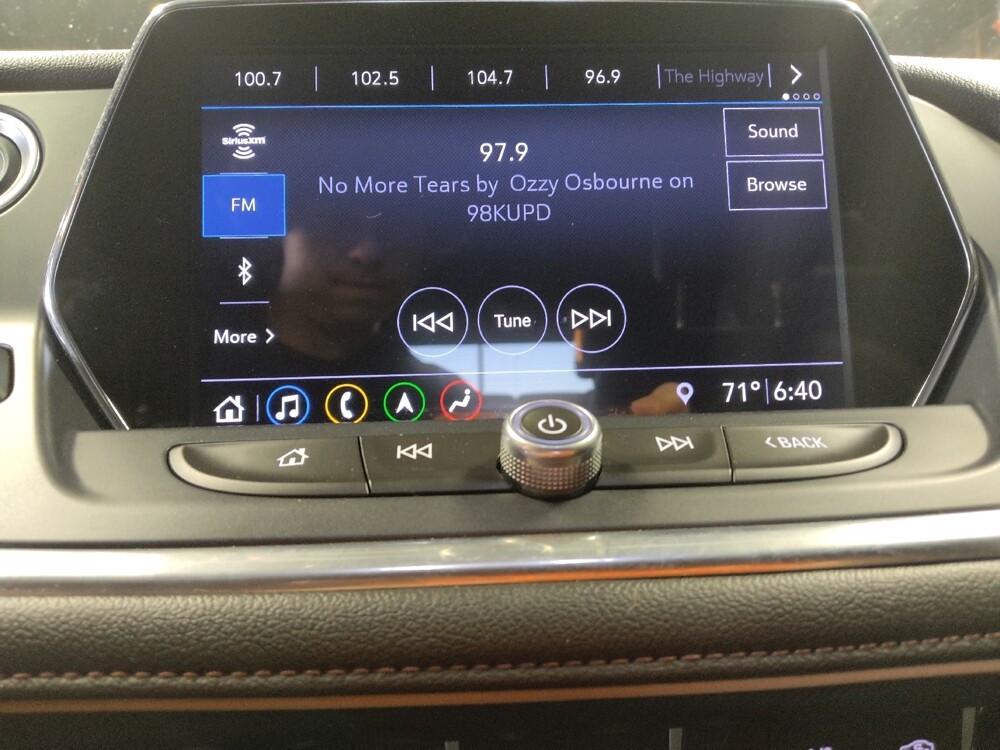 100.7 102.5 104.7 96.9 The Highway
SiriusXM
Sound
97.9
Browse
FM
No More Tears by Ozzy Osbourne on
98KUPD
Tune
More
71° 6:40
BACK